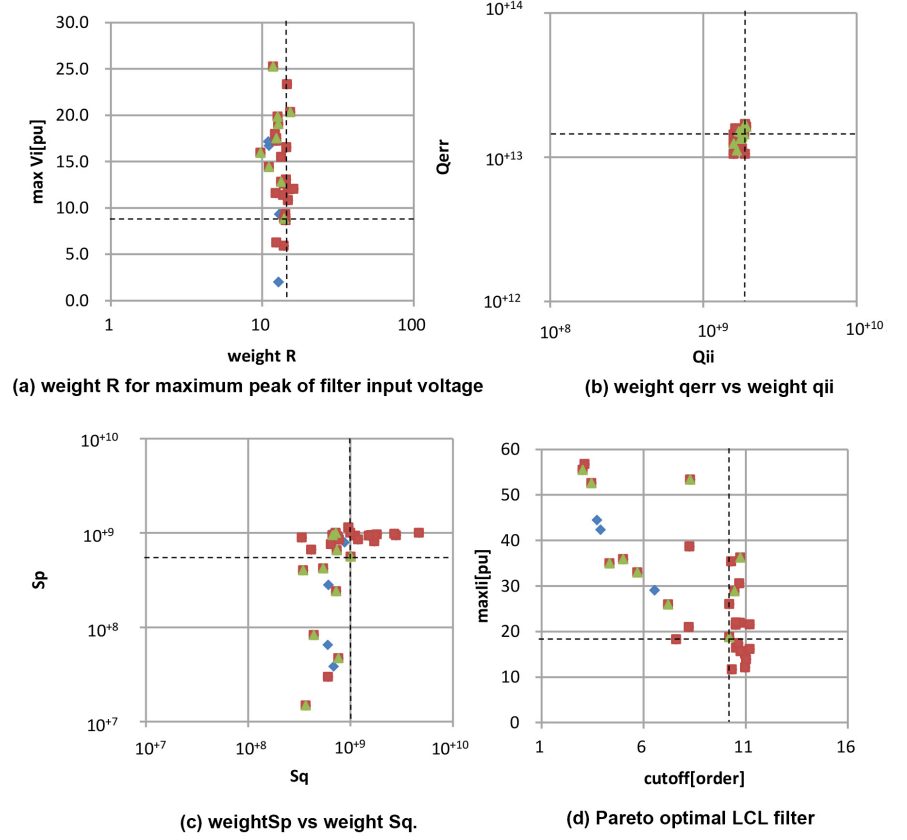 30.0
25.0
20.0
15.0
10.0
5.0
0.0
max Vi[pu]
1
10
100
weight R
(a) weight R for maximum peak of filter input voltage
10+14
10+13
10+12
Qerr
10+8
10+9
10+10
Qii
(b) weight qerr vs weight qii
10+10
10+9
10+8
10+7
Sp
10+7
10+8
10+9
10+10
Sq
(c) weightSp vs weight Sq.
60
50
40
30
20
10
0
maxIi[pu]
1
6
11
16
cutoff[order]
(d) Pareto optimal LCL filter